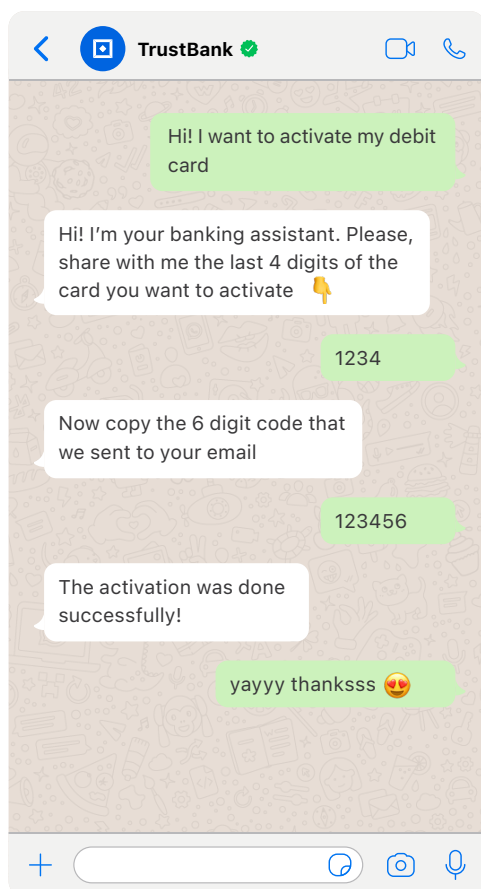 TrustBank
Hi! I want to activate my debit
card
Hi! I’m your banking assistant. Please,
share with me the last 4 digits of the
card you want to activate 👇
1234
Now copy the 6 digit code that
we sent to your email
123456
The activation was done
successfully!
yayyy thanksss 😍